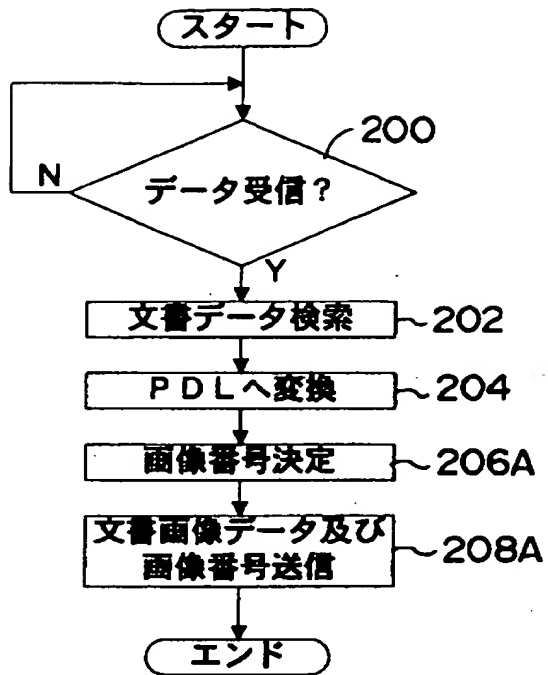 スタート
200
N
データ受信？
Y
文書データ検索
202
ＰＤＬへ変換
204
画像番号決定
206A
文書画像データ及び
画像番号送信
208A
エンド